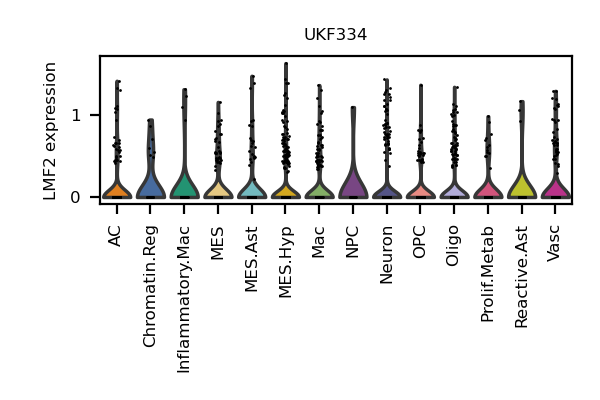 UKF334
LMF2 expression
1
0
AC
Chromatin.Reg
Inflammatory.Mac
MES
MES.Ast
MES.Hyp
Mac
NPC
Neuron
OPC
Oligo
Prolif.Metab
Reactive.Ast
Vasc